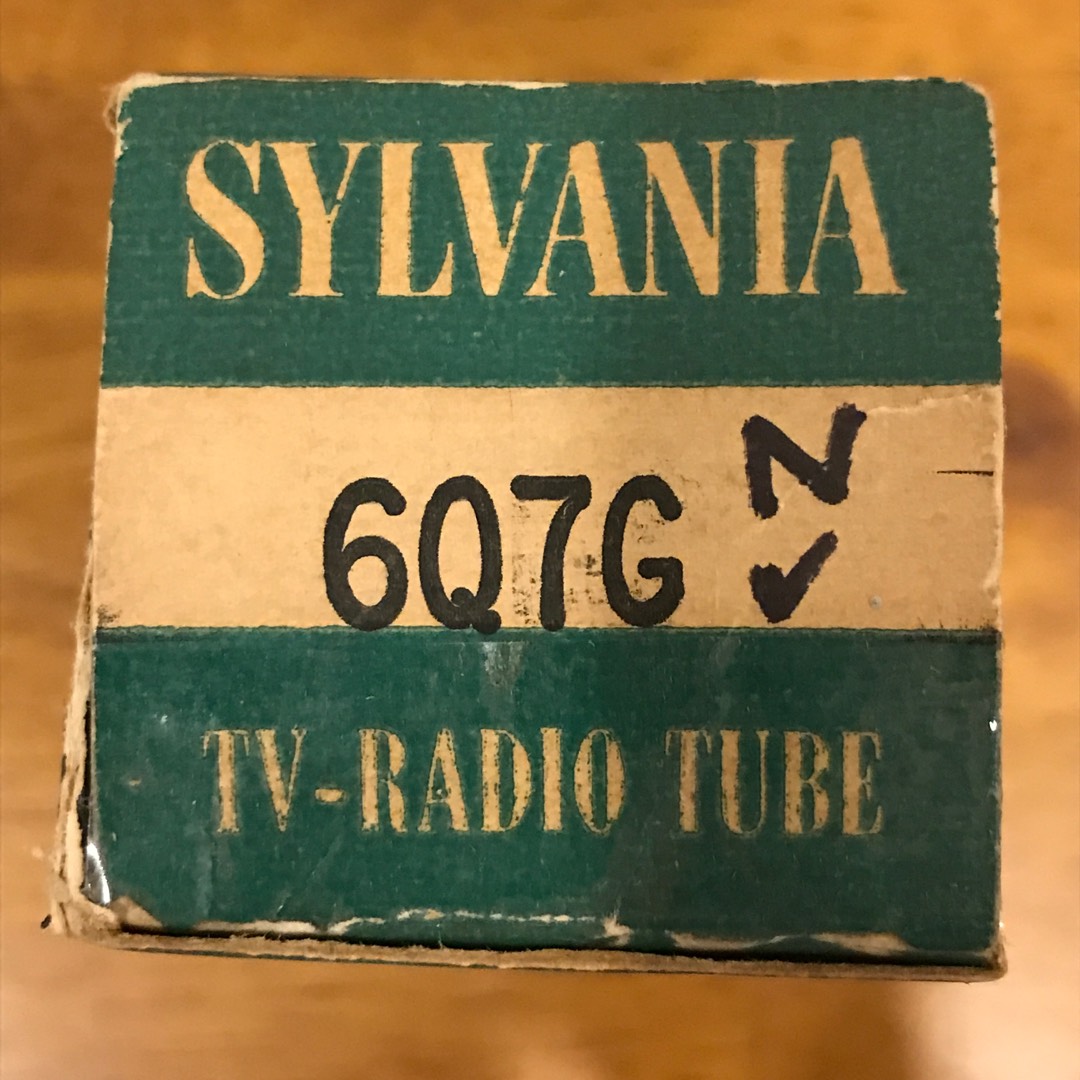 SYLVANIA
N
6Q7G ✓
TV-RADIO TUBE